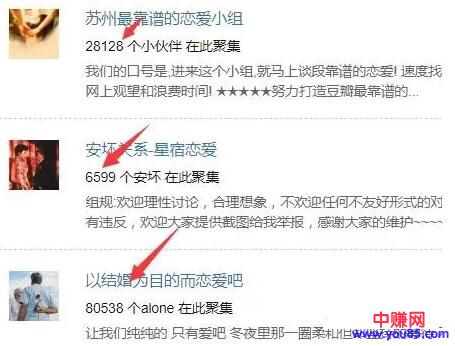 苏州最靠谱的恋爱小组
28128 个小伙伴 在此聚集
我们的口号是,进来这个小组,就马上谈段靠谱的恋爱! 速度找
网上观望和浪费时间! ★★★★★努力打造豆瓣最靠谱的...
安坏关系-星宿恋爱
6599 个安坏 在此聚集
组规:欢迎理性讨论，合理想象，不欢迎任何不友好形式的对
有违反，欢迎大家提供截图给我举报，感谢大家的维护~~~~
以结婚为目的而恋爱吧
80538 个alone 在此聚集
让我们纯纯的 只有爱吧 冬夜里那一圈柔和但
中赚网
www.you85.com